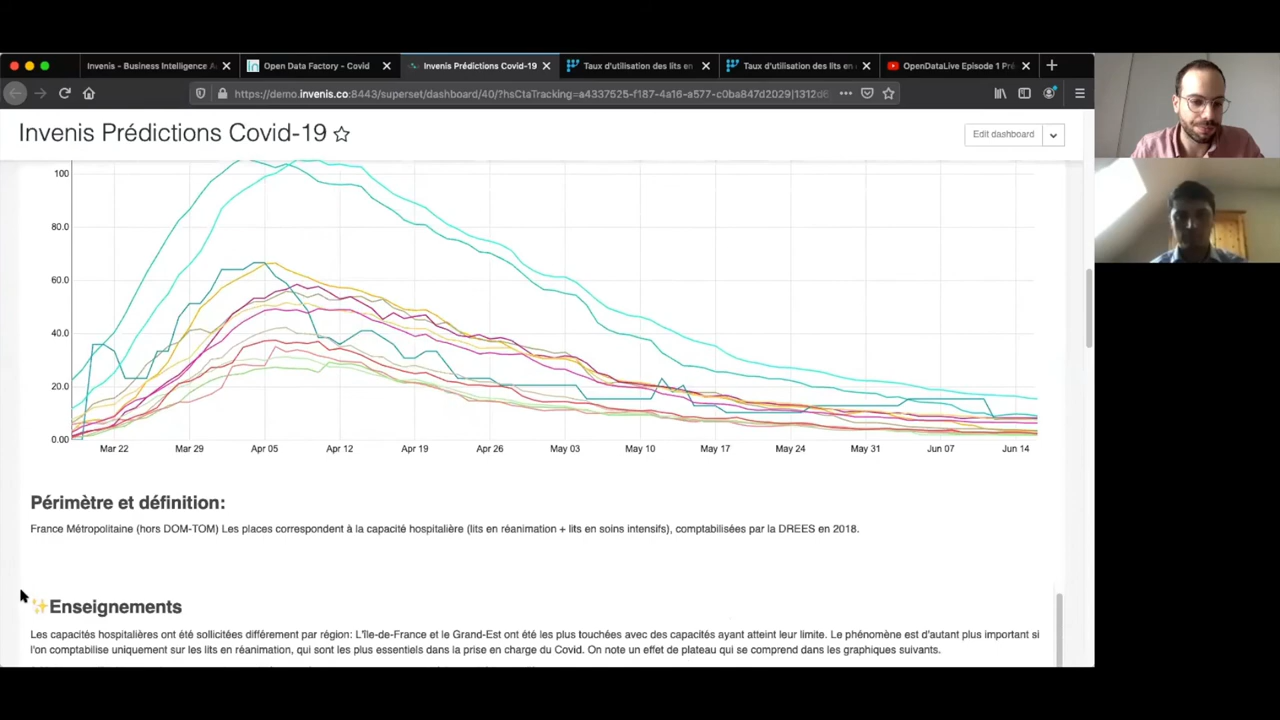 Invenis - Business Intelligence A
Open Data Factory - Covid
Invenis Prédictions Covid-19
Taux d'utilisation des lits en
Taux d'utilisation des lits en
OpenDataLive Episode 1 Pré
https://demo.invenis.co:8443/superset/dashboard/40/?hsCtaTracking=a4337525-f187-4a16-a577-c0ba847d2029|1312d6
Invenis Prédictions Covid-19
Edit dashboard
100
80.0
60.0
40.0
20.0
0.00
Mar 22 Mar 29 Apr 05 Apr 12 Apr 19 Apr 26 May 03 May 10 May 17 May 24 May 31 Jun 07 Jun 14
Périmètre et définition:
France Métropolitaine (hors DOM-TOM) Les places correspondent à la capacité hospitalière (lits en réanimation + lits en soins intensifs), comptabilisées par la DREES en 2018.
✨Enseignements
Les capacités hospitalières ont été sollicitées différement par région: L'Île-de-France et le Grand-Est ont été les plus touchées avec des capacités ayant atteint leur limite. Le phénomène est d'autant plus important si
l'on comptabilise uniquement sur les lits en réanimation, qui sont les plus essentiels dans la prise en charge du Covid. On note un effet de plateau qui se comprend dans les graphiques suivants.